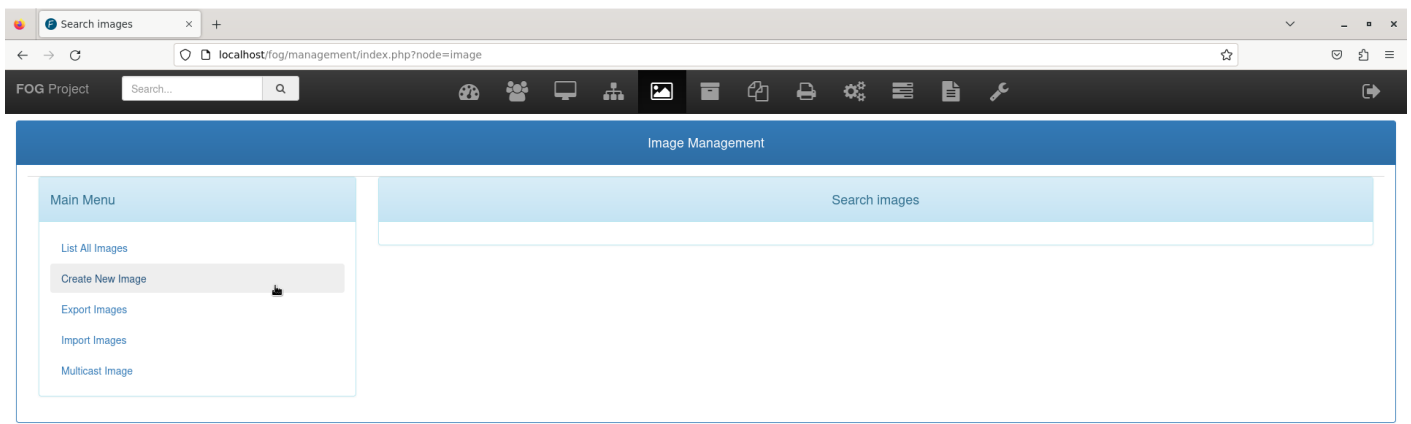 Search images
localhost/fog/management/index.php?node=image
FOG Project
Search...
Image Management
Main Menu
List All Images
Create New Image
Export Images
Import Images
Multicast Image
Search images